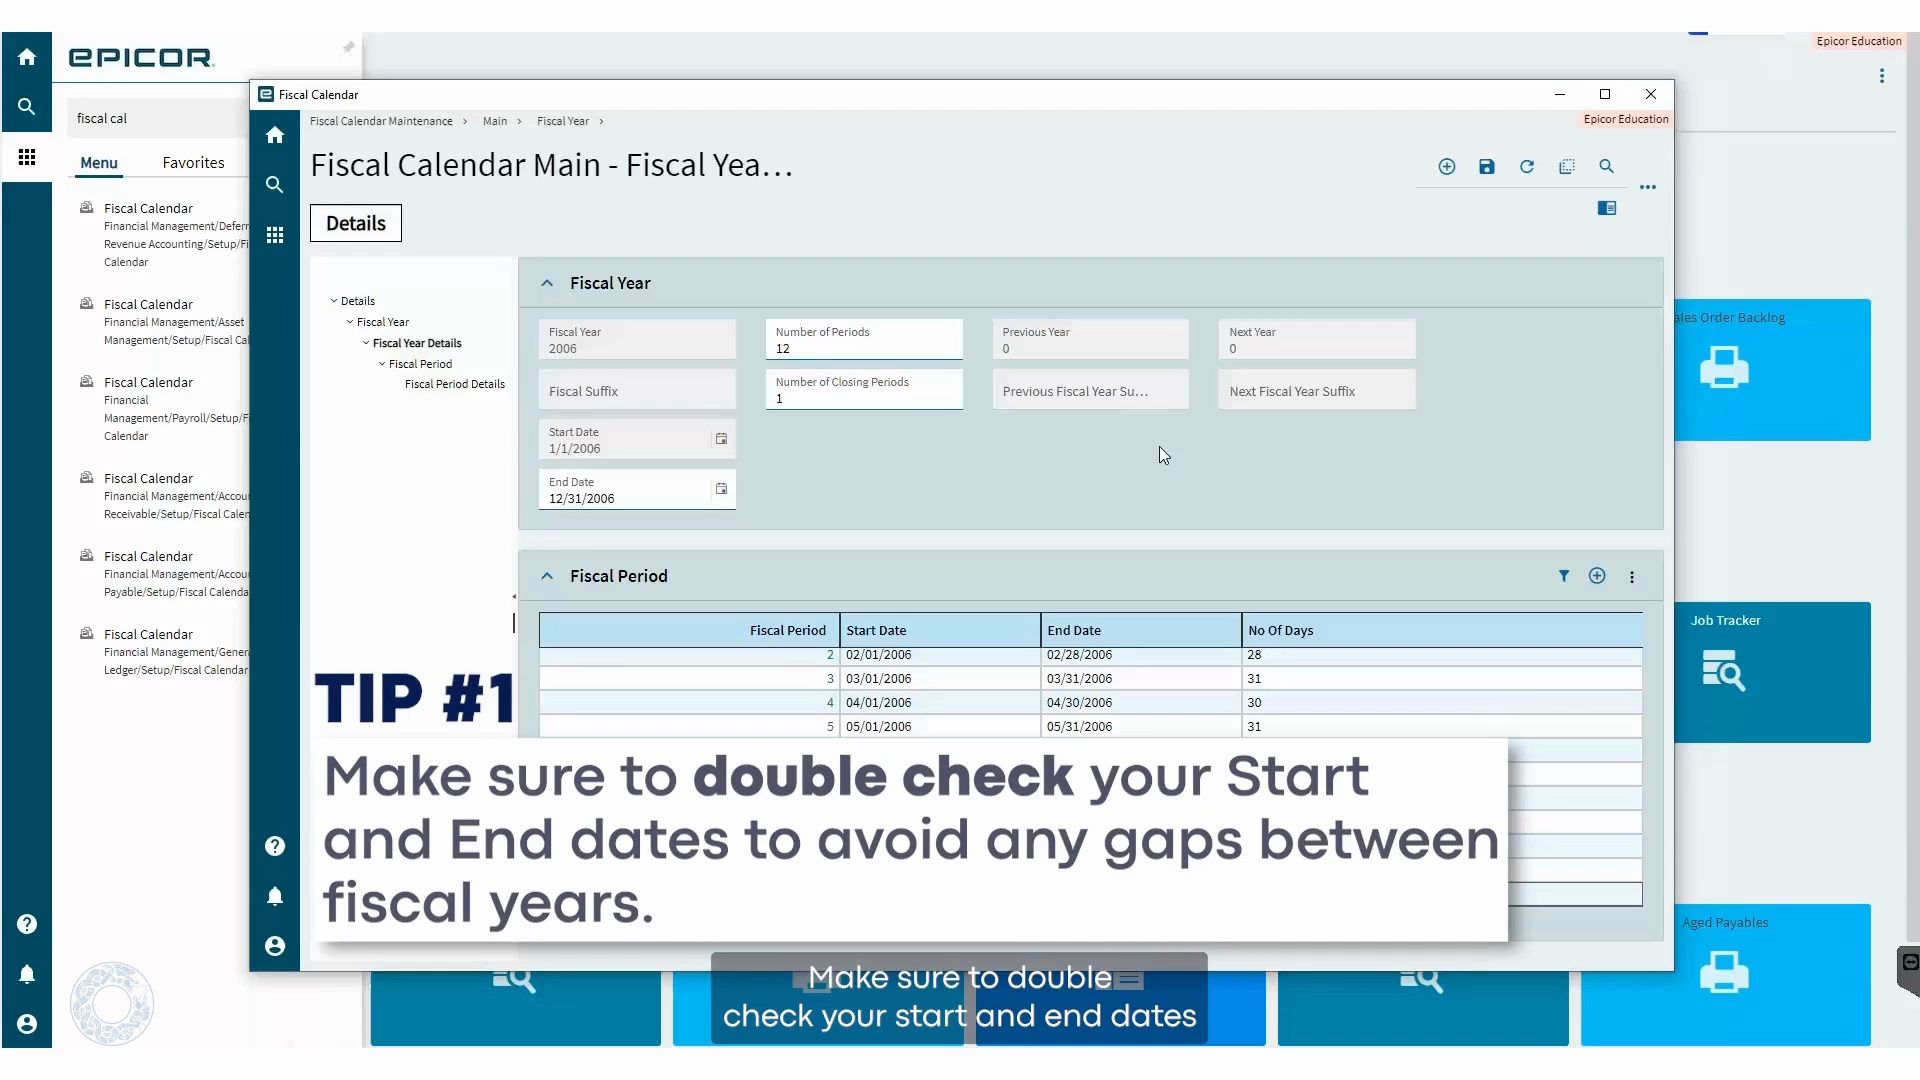 EPICOR
Epicor Education
fiscal cal
Menu
Favorites
Fiscal Calendar
Financial Management/Deferr
Revenue Accounting/Setup/Fi
Calendar
Fiscal Calendar
Financial Management/Asset
Management/Setup/Fiscal Cal
Fiscal Calendar
Financial
Management/Payroll/Setup/F
Calendar
Fiscal Calendar
Financial Management/Accou
Receivable/Setup/Fiscal Calen
Fiscal Calendar
Financial Management/Accou
Payable/Setup/Fiscal Calenda
Fiscal Calendar
Financial Management/Gener
Ledger/Setup/Fiscal Calendar
Fiscal Calendar
Fiscal Calendar Maintenance > Main > Fiscal Year >
Epicor Education
Fiscal Calendar Main - Fiscal Yea...
Details
Details
Fiscal Year
Fiscal Year Details
Fiscal Period
Fiscal Period Details
Fiscal Year
Fiscal Year
2006
Number of Periods
12
Previous Year
0
Next Year
0
Fiscal Suffix
Number of Closing Periods
1
Previous Fiscal Year Su...
Next Fiscal Year Suffix
Start Date
1/1/2006
End Date
12/31/2006
Fiscal Period
Fiscal Period Start Date End Date No Of Days
2 02/01/2006 02/28/2006 28
3 03/01/2006 03/31/2006 31
4 04/01/2006 04/30/2006 30
5 05/01/2006 05/31/2006 31
TIP #1
Make sure to double check your Start
and End dates to avoid any gaps between
fiscal years.
Make sure to double
check your start and end dates
ales Order Backlog
Job Tracker
Aged Payables